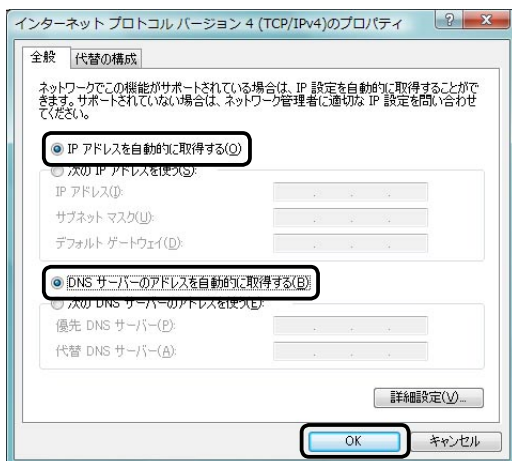 インターネット プロトコル バージョン 4 (TCP/IPv4)のプロパティ
全般
代替の構成
ネットワークでこの機能がサポートされている場合は、IP 設定を自動的に取得することがで
きます。サポートされていない場合は、ネットワーク管理者に適切な IP 設定を問い合わせ
てください。
IP アドレスを自動的に取得する(O)
次の IP アドレスを使う(S):
IP アドレス(I):
サブネット マスク(U):
デフォルト ゲートウェイ(D):
DNS サーバーのアドレスを自動的に取得する(B)
次の DNS サーバーのアドレスを使う(E):
優先 DNS サーバー(P):
代替 DNS サーバー(A):
詳細設定(V)...
OK
キャンセル